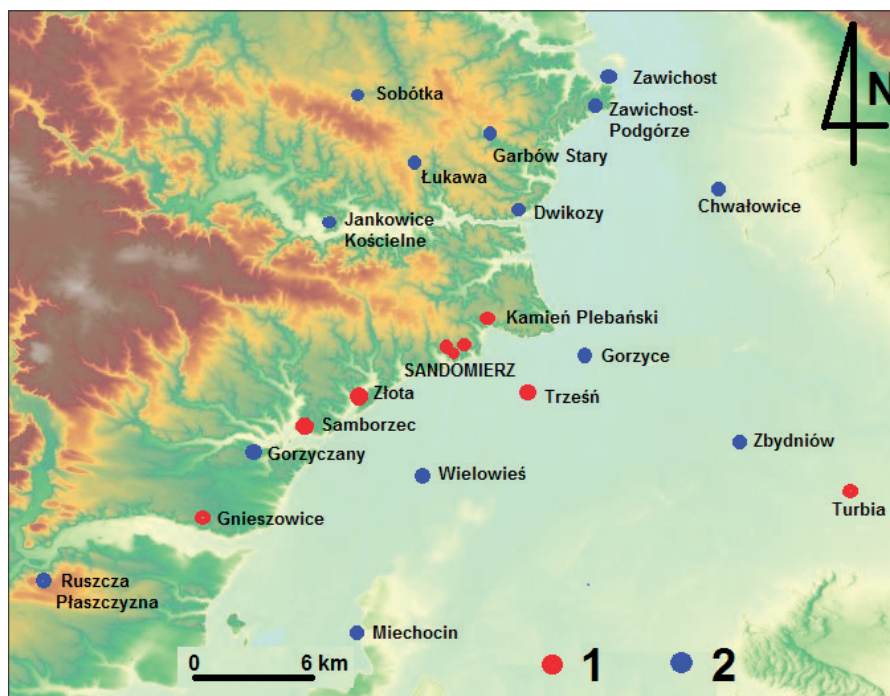 Zawichost
N
Sobótka
Zawichost-
Podgórze
Garbów Stary
Łukawa
Chwałowice
Dwikozy
Jankowice
Kościelne
Kamień Plebański
Gorzyce
SANDOMIERZ
Złota
Trześń
Samborzec
Zbydniów
Gorzyczany
Wielowieś
Turbia
Gnieszowice
Ruszcza
Płaszczyzna
Miechocin
0 6 km
1 2